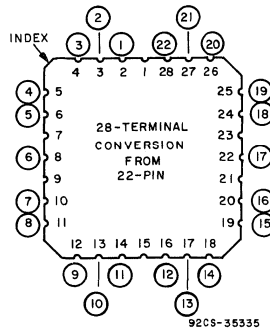 2 21
INDEX 3 1 22 20
4 3 2 1 28 27 26
4 5 25 19
5 6 24 18
7 23
6 8 28-TERMINAL CONVERSION FROM 22-PIN 22 17
9 21
7 10 20 16
8 11 19 15
12 13 14 15 16 17 18
9 11 12 14
10 13
92CS-35335